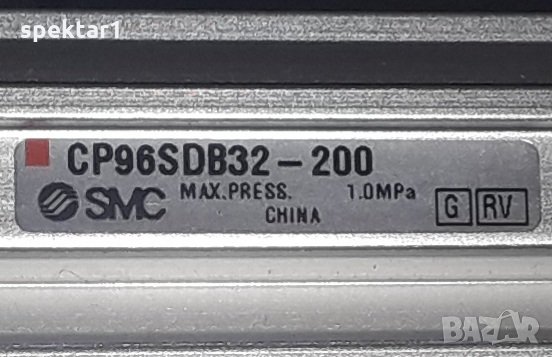 spektar1
CP96SDB32-200
SMC MAX.PRESS. 1.0MPa
CHINA G RV
BAZAR